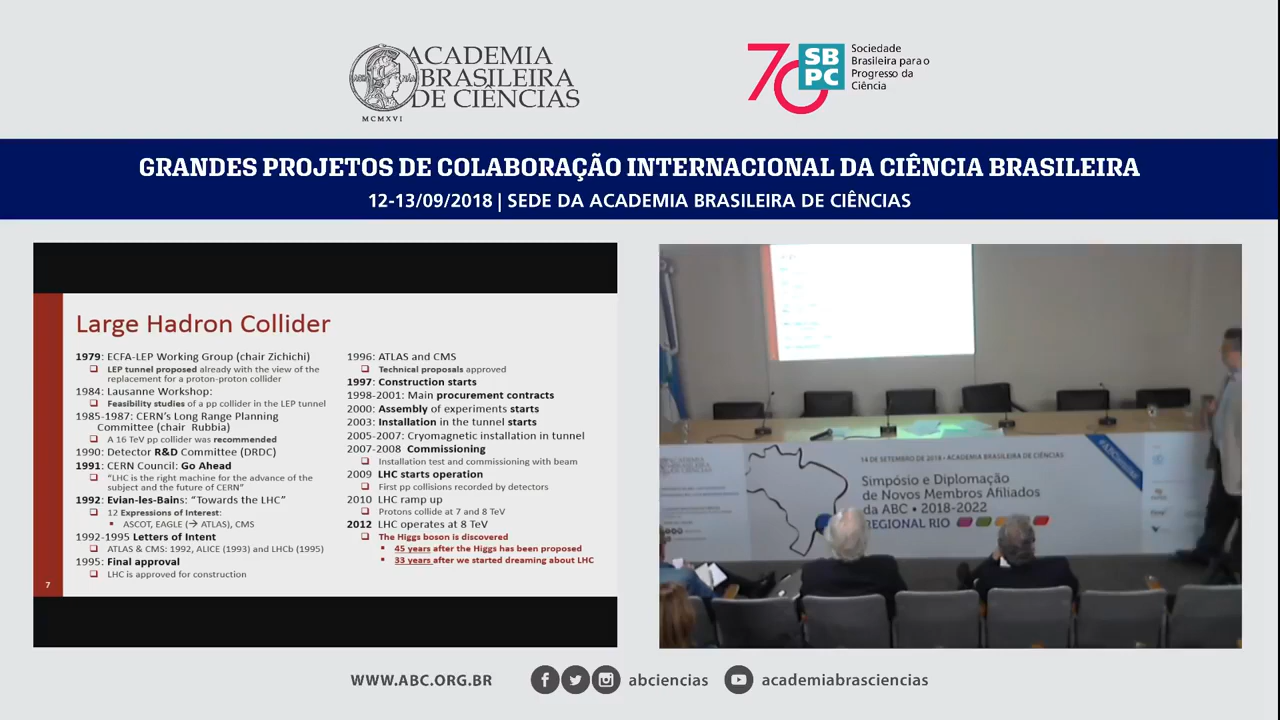 ACADEMIA
BRASILEIRA
DE CIÊNCIAS
MCMXVI
70
SB
PC
Sociedade
Brasileira para o
Progresso da
Ciência
GRANDES PROJETOS DE COLABORAÇÃO INTERNACIONAL DA CIÊNCIA BRASILEIRA
12-13/09/2018 | SEDE DA ACADEMIA BRASILEIRA DE CIÊNCIAS
Large Hadron Collider
1979: ECFA-LEP Working Group (chair Zichichi)
LEP tunnel proposed already with the view of the
replacement for a proton-proton collider
1984: Lausanne Workshop:
Feasibility studies of a pp collider in the LEP tunnel
1985-1987: CERN's Long Range Planning
Committee (chair Rubbia)
A 16 TeV pp collider was recommended
1990: Detector R&D Committee (DRDC)
1991: CERN Council: Go Ahead
"LHC is the right machine for the advance of the
subject and the future of CERN"
1992: Evian-les-Bains: "Towards the LHC"
12 Expressions of Interest:
ASCOT, EAGLE (→ ATLAS), CMS
1992-1995 Letters of Intent
ATLAS & CMS: 1992, ALICE (1993) and LHCb (1995)
1995: Final approval
LHC is approved for construction
7
1996: ATLAS and CMS
Technical proposals approved
1997: Construction starts
1998-2001: Main procurement contracts
2000: Assembly of experiments starts
2003: Installation in the tunnel starts
2005-2007: Cryomagnetic installation in tunnel
2007-2008 Commissioning
Installation test and commissioning with beam
2009 LHC starts operation
First pp collisions recorded by detectors
2010 LHC ramp up
Protons collide at 7 and 8 TeV
2012 LHC operates at 8 TeV
The Higgs boson is discovered
45 years after the Higgs has been proposed
33 years after we started dreaming about LHC
14 DE SETEMBRO DE 2018 • ACADEMIA BRASILEIRA DE CIÊNCIAS
Simpósio e Diplomação
de Novos Membros Afiliados
da ABC • 2018-2022
REGIONAL RIO
WWW.ABC.ORG.BR
abciencias
academiabrasciencias